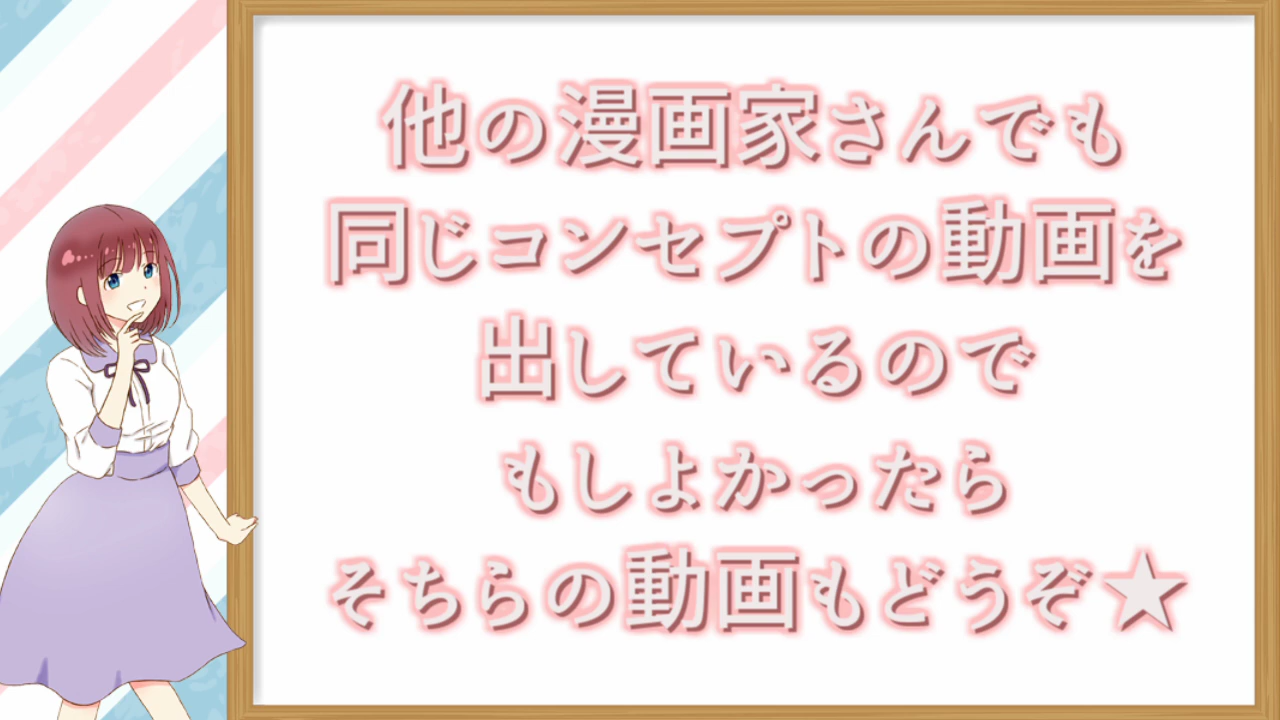 他の漫画家さんでも
同じコンセプトの動画を
出しているので
もしよかったら
そちらの動画もどうぞ★